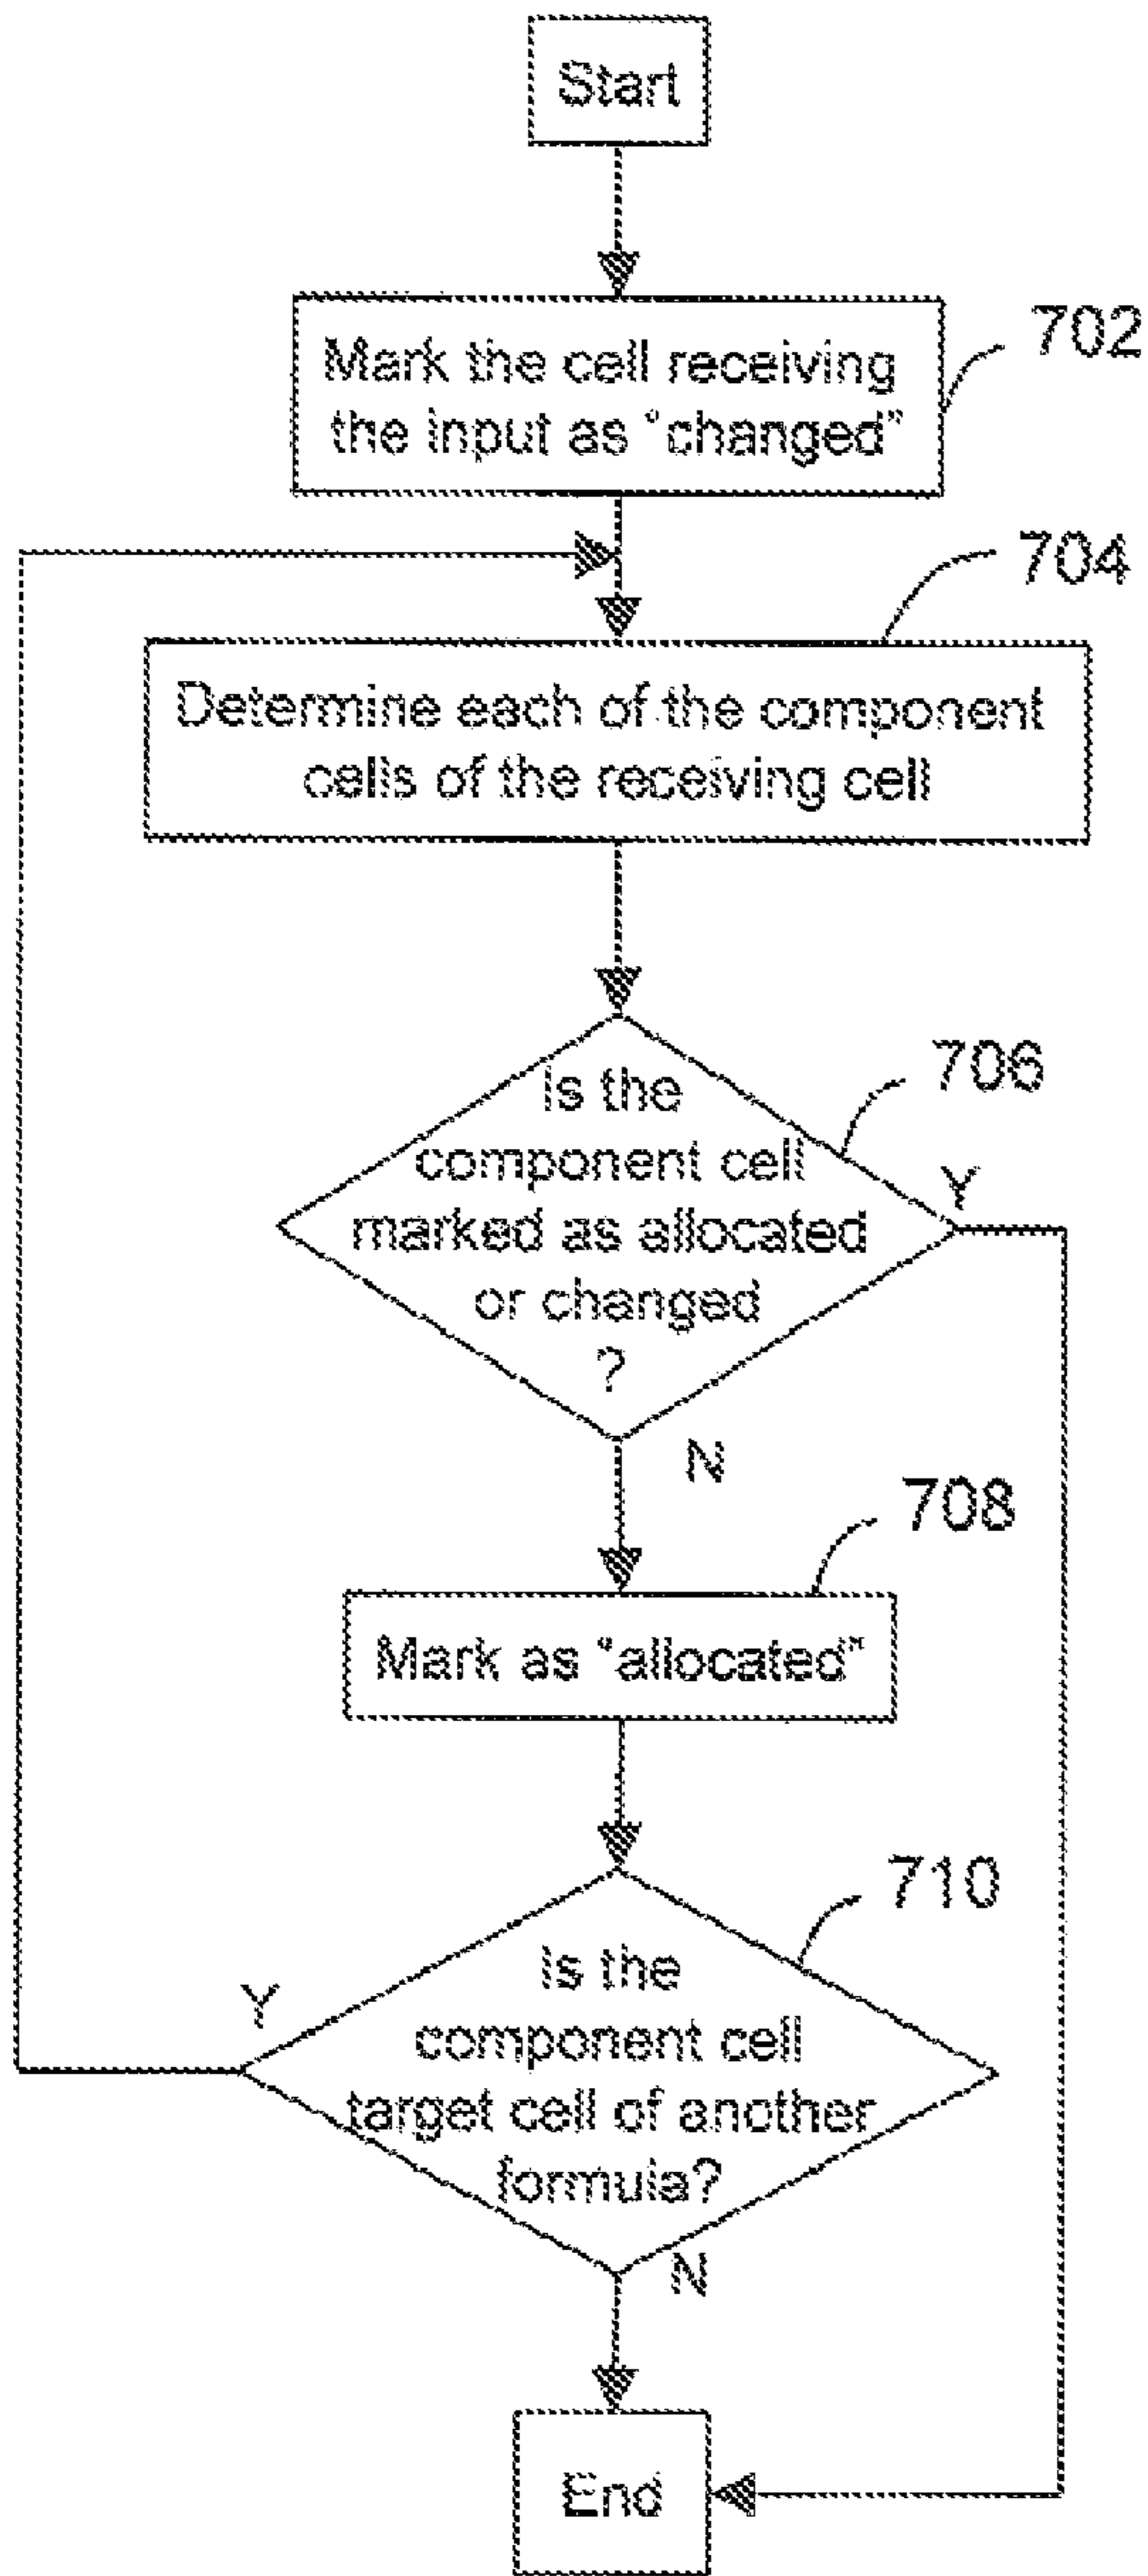 Start
Mark the cell receiving
the input as "changed"
702
704
Determine each of the component
cells of the receiving cell
706
Is the
component cell
marked as allocated
or changed
?
Y
N
708
Mark as "allocated"
710
Is the
component cell
target cell of another
formula?
Y
N
End